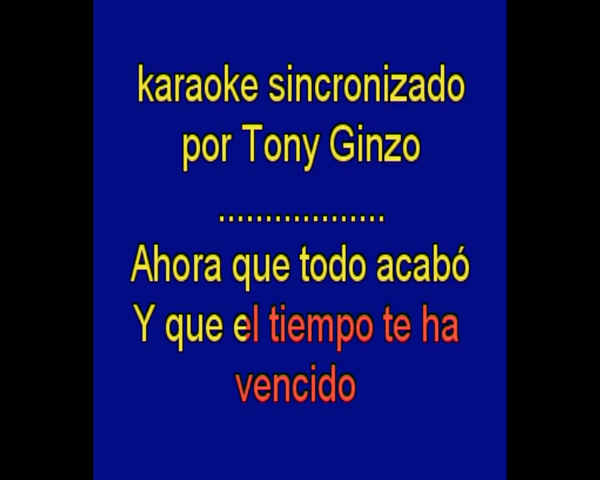 karaoke sincronizado
por Tony Ginzo
..................
Ahora que todo acabó
Y que el tiempo te ha
vencido